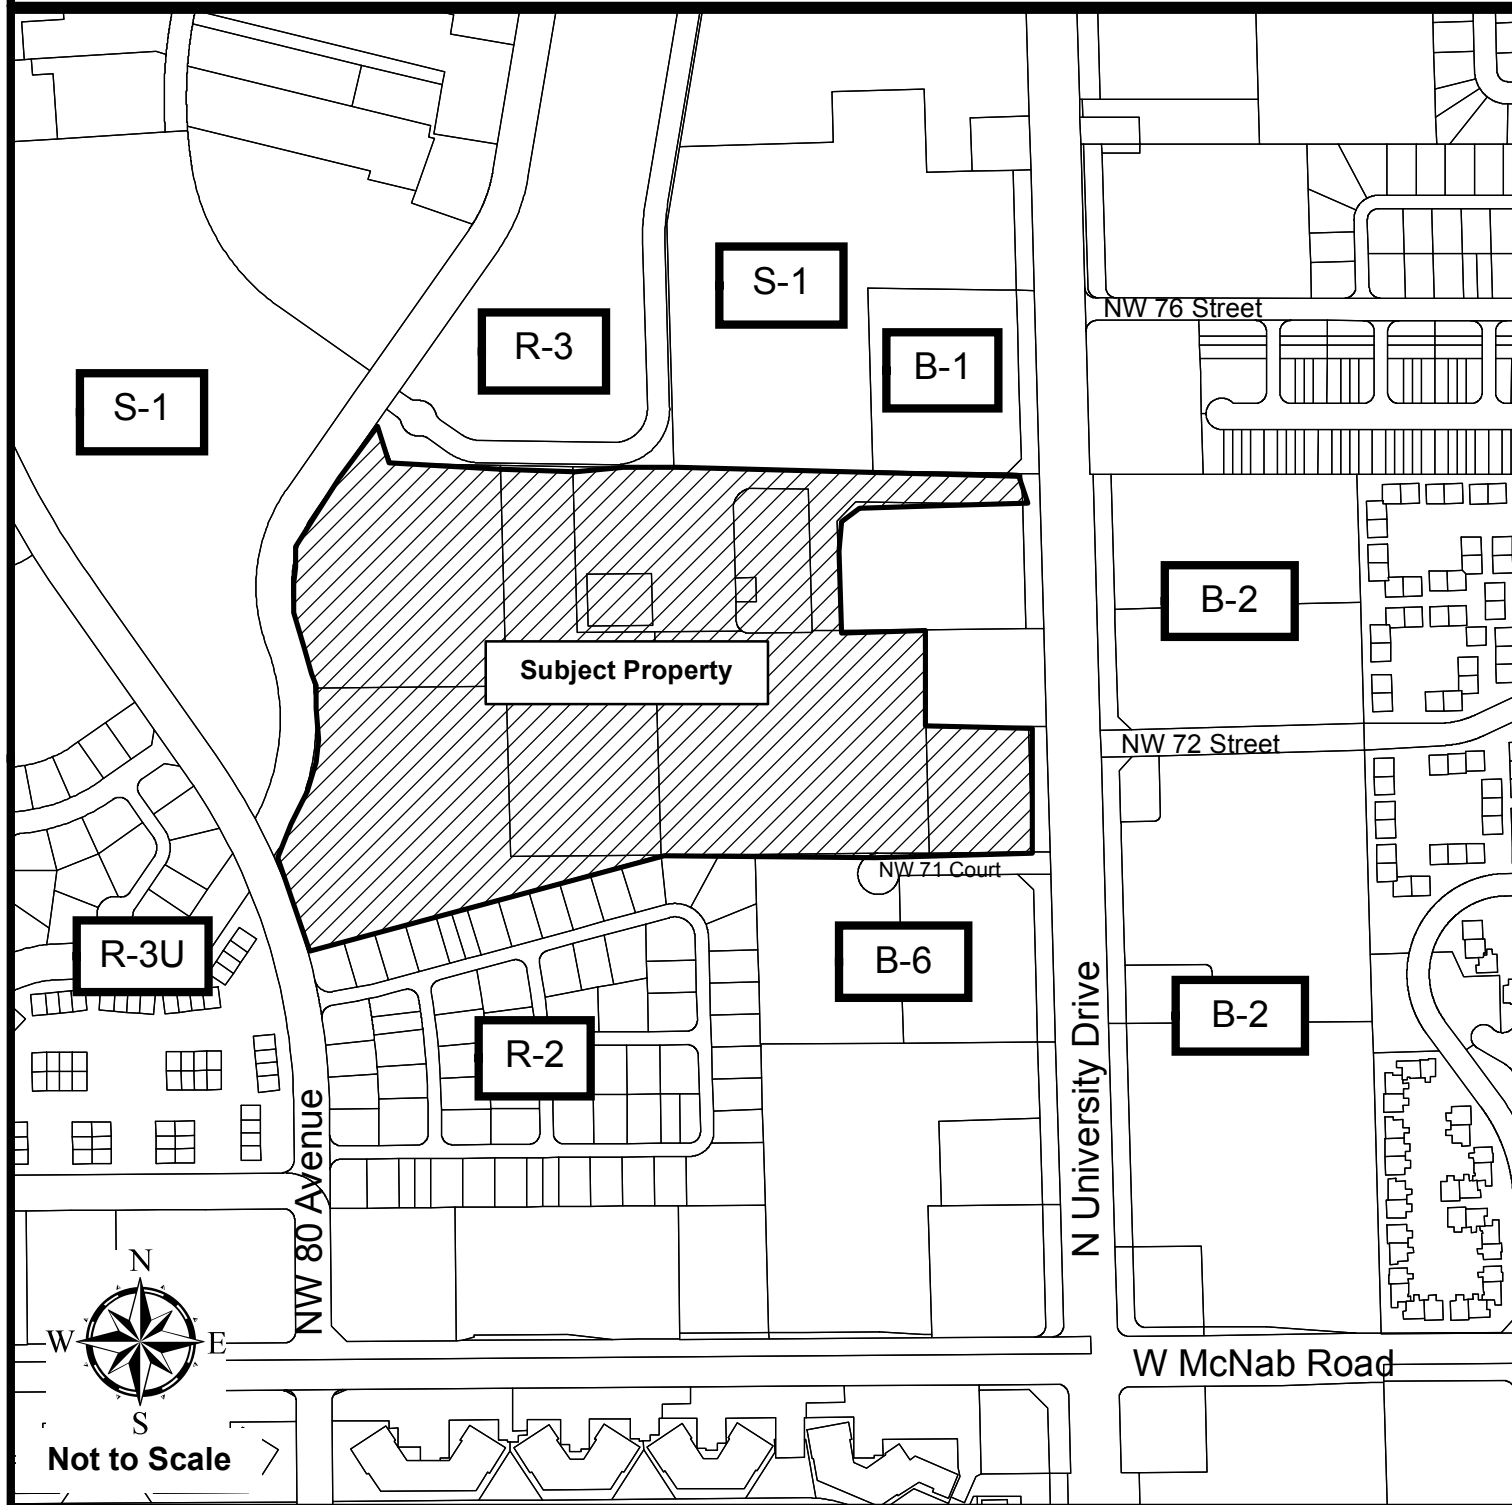 S-1
NW 76 Street
R-3
B-1
S-1
B-2
Subject Property
NW 72 Street
NW 71 Court
R-3U
B-6
B-2
R-2
N University Drive
NW 80 Avenue
N
W
E
S
W McNab Road
Not to Scale